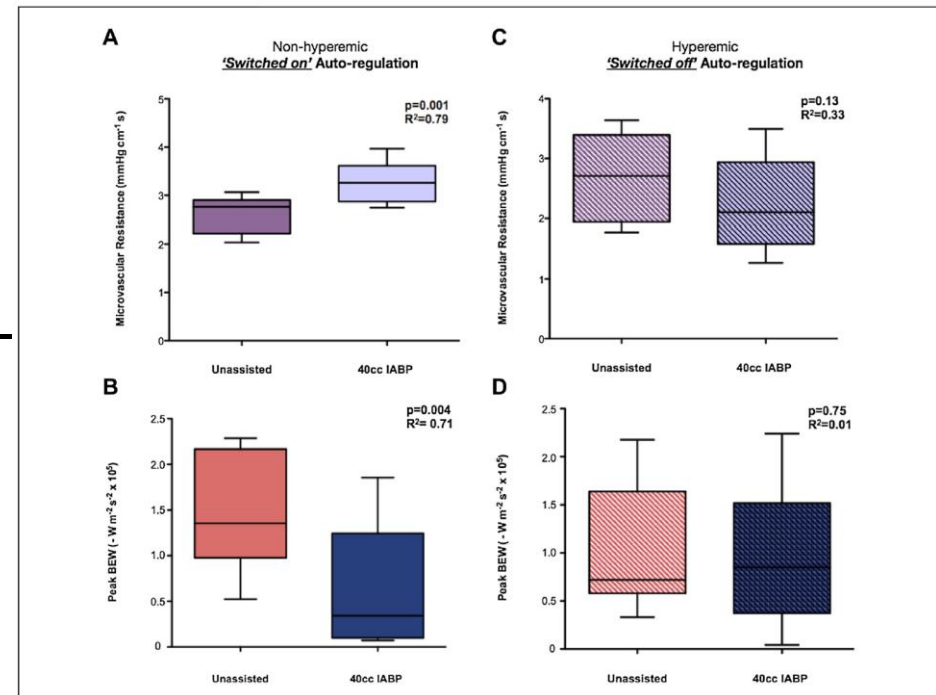 A
Non-hyperemic
'Switched on' Auto-regulation
p=0.001
R²=0.79
Microvascular Resistance (mmHg cm⁻¹ s)
5
4
3
2
1
0
Unassisted
40cc IABP
C
Hyperemic
'Switched off' Auto-regulation
p=0.13
R²=0.33
Microvascular Resistance (mmHg cm⁻¹ s)
4
3
2
1
0
Unassisted
40cc IABP
B
p=0.004
R²= 0.71
Peak BEW ( - W m⁻² s⁻² x 10⁵)
2.5
2.0
1.5
1.0
0.5
0
Unassisted
40cc IABP
D
p=0.75
R²=0.01
Peak BEW ( - W m⁻² s⁻² x 10⁵)
2.5
2.0
1.5
1.0
0.5
0
Unassisted
40cc IABP